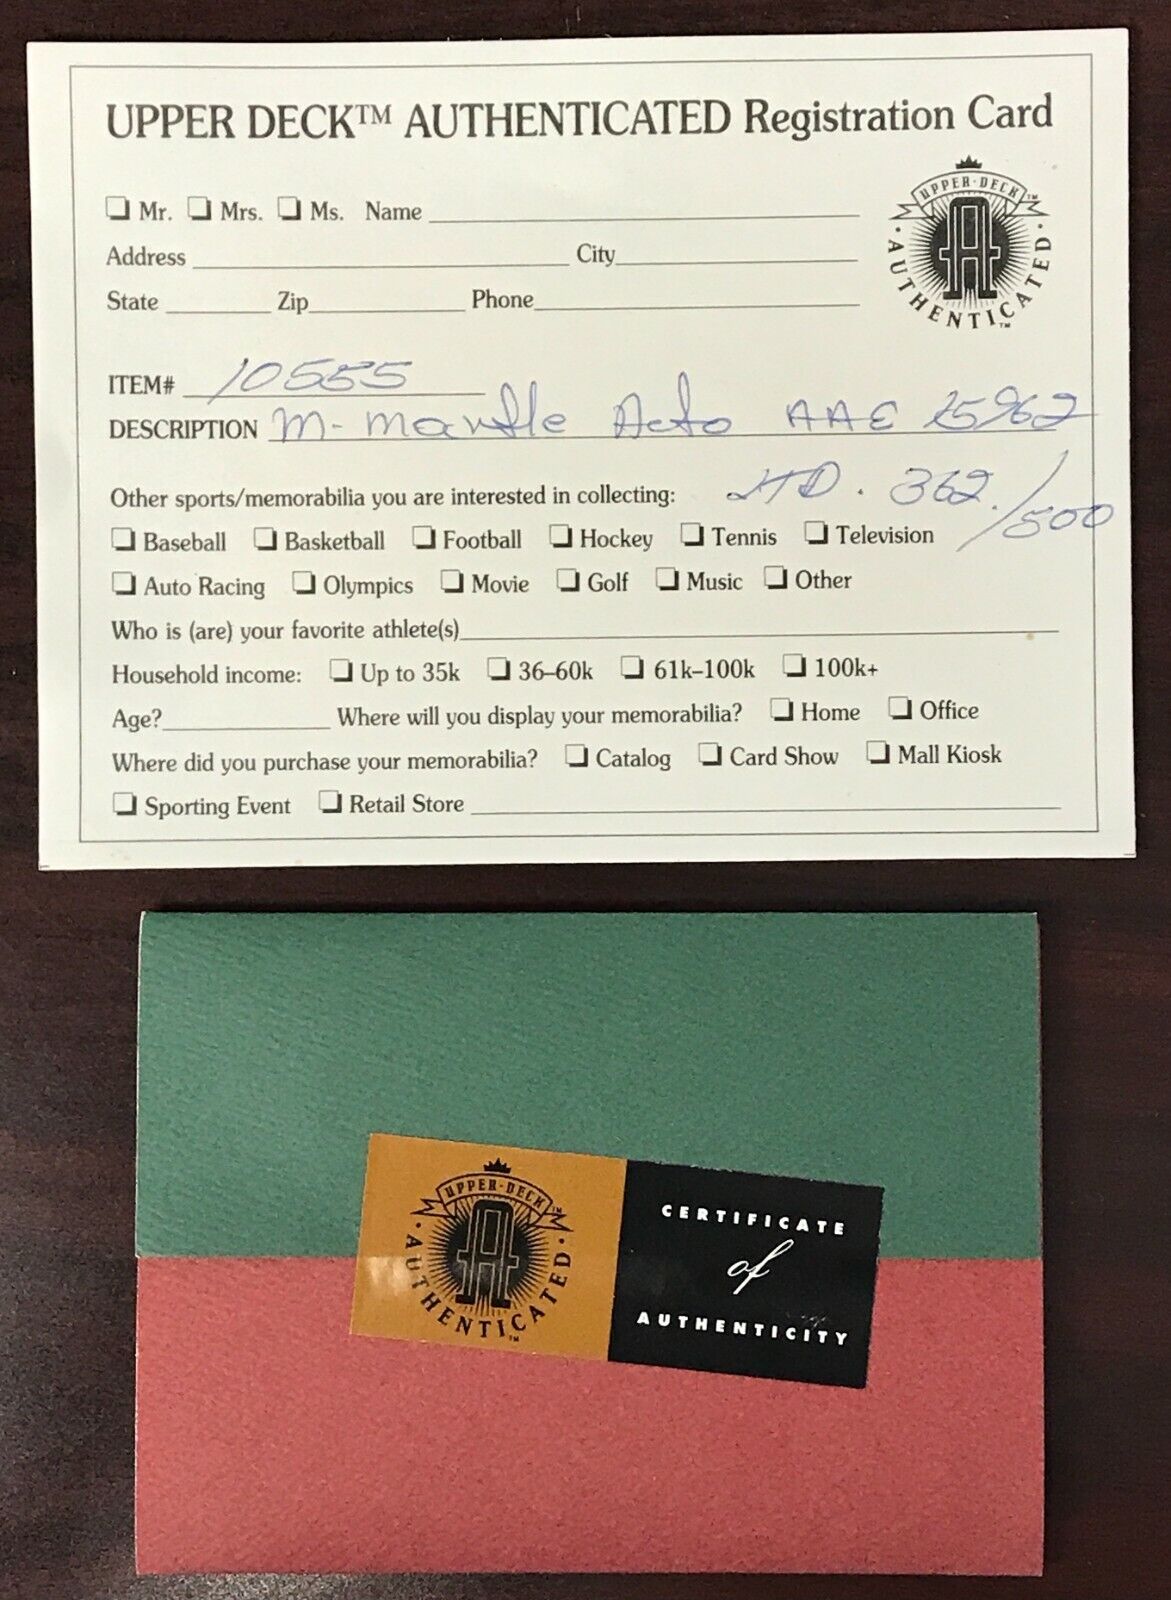 UPPER DECK™ AUTHENTICATED Registration Card
❏ Mr. ❏ Mrs. ❏ Ms. Name
UPPER·DECK™
AUTHENTICATED™
Address City
State Zip Phone
ITEM# 10555
DESCRIPTION M-Mantle Auto AAE 15962
LTD. 362/500
Other sports/memorabilia you are interested in collecting:
❏ Baseball ❏ Basketball ❏ Football ❏ Hockey ❏ Tennis ❏ Television
❏ Auto Racing ❏ Olympics ❏ Movie ❏ Golf ❏ Music ❏ Other
Who is (are) your favorite athlete(s)
Household income: ❏ Up to 35k ❏ 36–60k ❏ 61k–100k ❏ 100k+
Age? Where will you display your memorabilia? ❏ Home ❏ Office
Where did you purchase your memorabilia? ❏ Catalog ❏ Card Show ❏ Mall Kiosk
❏ Sporting Event ❏ Retail Store
UPPER·DECK™
AUTHENTICATED™
CERTIFICATE
of
AUTHENTICITY